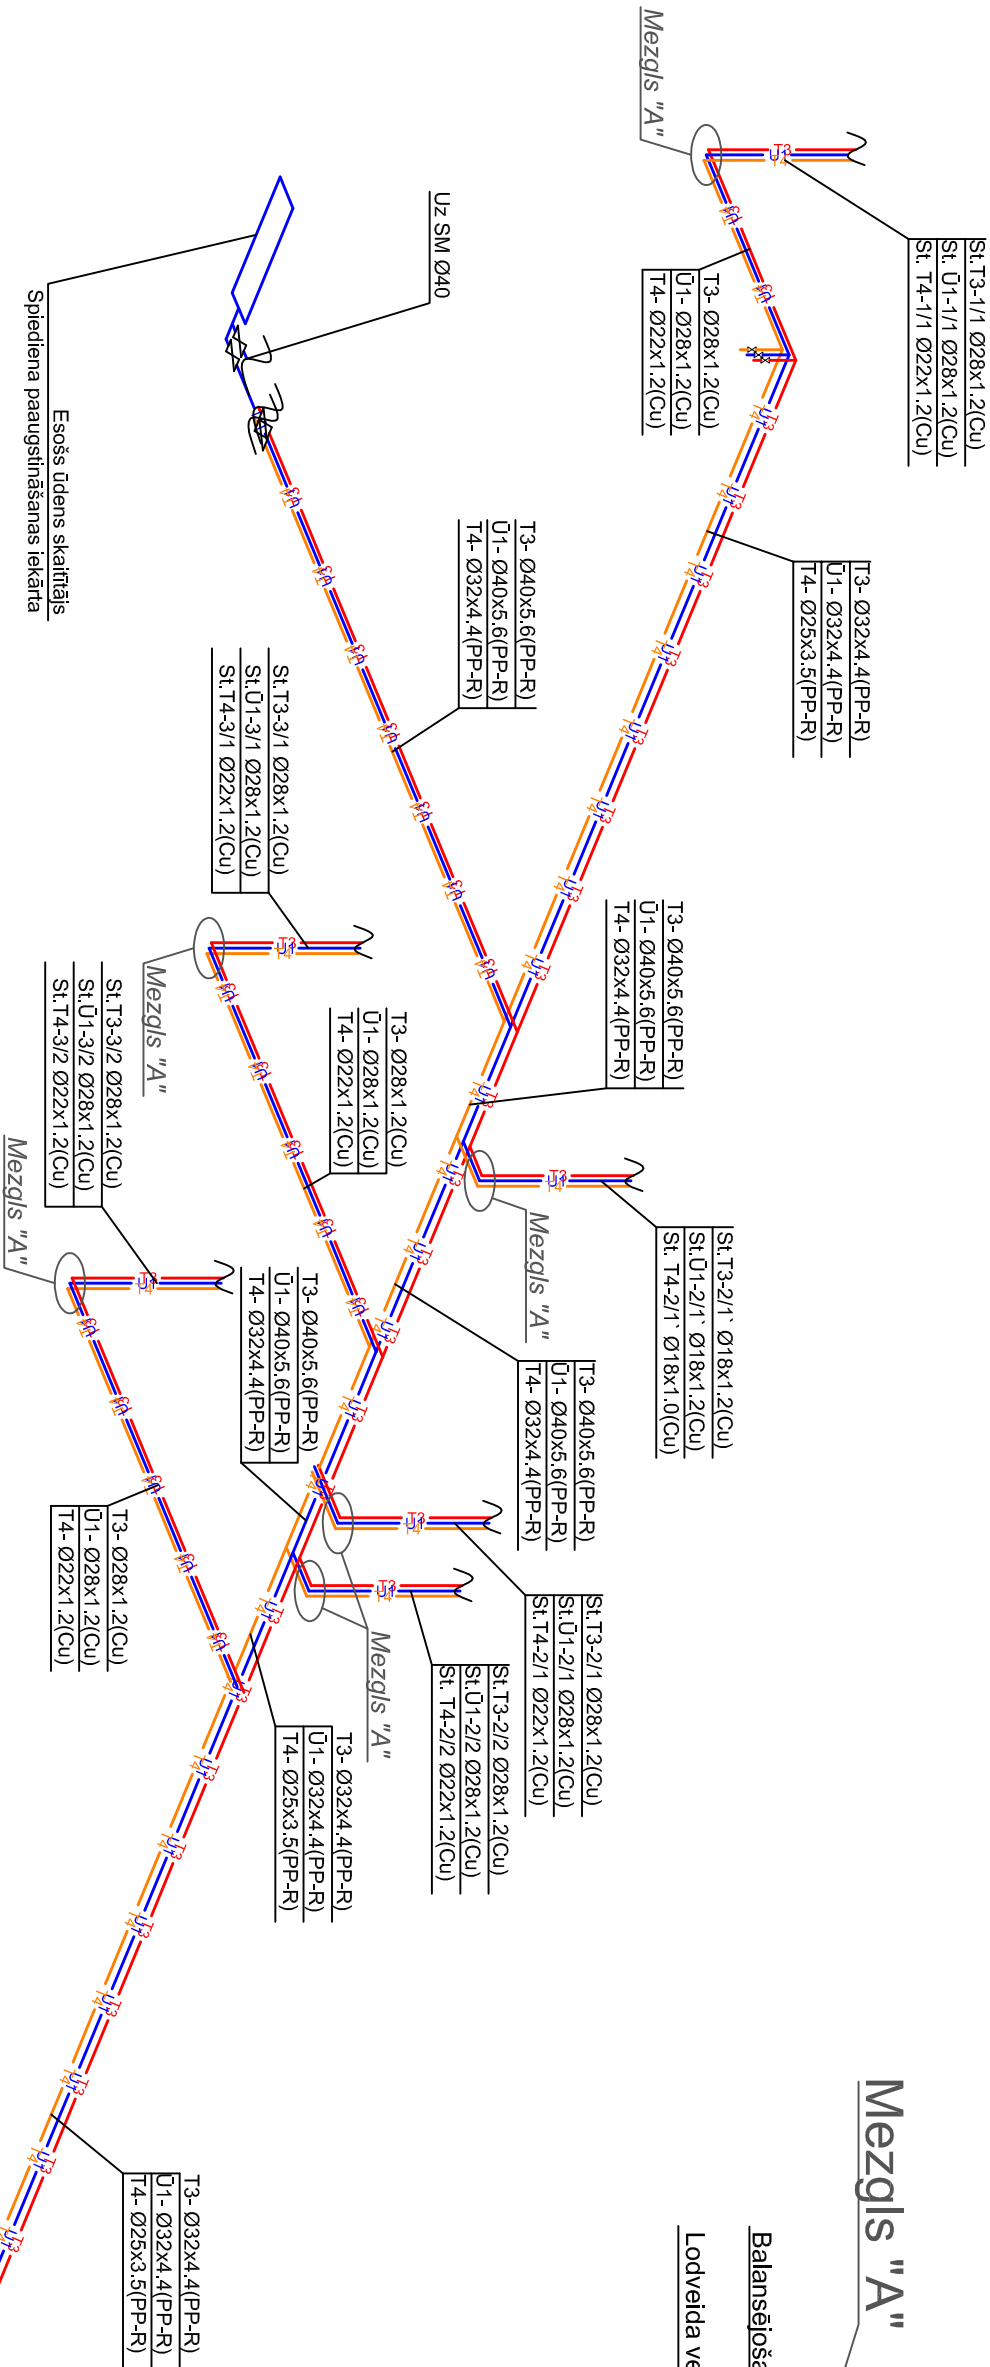 Mezgls "A"
St.T3-1/1 Ø28x1.2(Cu)
St. Ū1-1/1 Ø28x1.2(Cu)
St. T4-1/1 Ø22x1.2(Cu)
T3- Ø28x1.2(Cu)
Ū1- Ø28x1.2(Cu)
T4- Ø22x1.2(Cu)
T3- Ø32x4.4(PP-R)
Ū1- Ø32x4.4(PP-R)
T4- Ø25x3.5(PP-R)
Uz SM Ø40
Esošs ūdens skaitītājs
Spiediena paaugstināšanas iekārta
T3- Ø40x5.6(PP-R)
Ū1- Ø40x5.6(PP-R)
T4- Ø32x4.4(PP-R)
St.T3-3/1 Ø28x1.2(Cu)
St.Ū1-3/1 Ø28x1.2(Cu)
St.T4-3/1 Ø22x1.2(Cu)
Mezgls "A"
T3- Ø40x5.6(PP-R)
Ū1- Ø40x5.6(PP-R)
T4- Ø32x4.4(PP-R)
St.T3-3/2 Ø28x1.2(Cu)
St.Ū1-3/2 Ø28x1.2(Cu)
St.T4-3/2 Ø22x1.2(Cu)
Mezgls "A"
T3- Ø28x1.2(Cu)
Ū1- Ø28x1.2(Cu)
T4- Ø22x1.2(Cu)
Mezgls "A"
St.T3-2/1` Ø18x1.2(Cu)
St.Ū1-2/1` Ø18x1.2(Cu)
St. T4-2/1` Ø18x1.0(Cu)
T3- Ø40x5.6(PP-R)
Ū1- Ø40x5.6(PP-R)
T4- Ø32x4.4(PP-R)
T3- Ø40x5.6(PP-R)
Ū1- Ø40x5.6(PP-R)
T4- Ø32x4.4(PP-R)
T3- Ø28x1.2(Cu)
Ū1- Ø28x1.2(Cu)
T4- Ø22x1.2(Cu)
St.T3-2/1 Ø28x1.2(Cu)
St.Ū1-2/1 Ø28x1.2(Cu)
St.T4-2/1 Ø22x1.2(Cu)
Mezgls "A"
St.T3-2/2 Ø28x1.2(Cu)
St.Ū1-2/2 Ø28x1.2(Cu)
St. T4-2/2 Ø22x1.2(Cu)
T3- Ø32x4.4(PP-R)
Ū1- Ø32x4.4(PP-R)
T4- Ø25x3.5(PP-R)
T3- Ø32x4.4(PP-R)
Ū1- Ø32x4.4(PP-R)
T4- Ø25x3.5(PP-R)
Mezgls "A"
Balansējoša
Lodveida ve